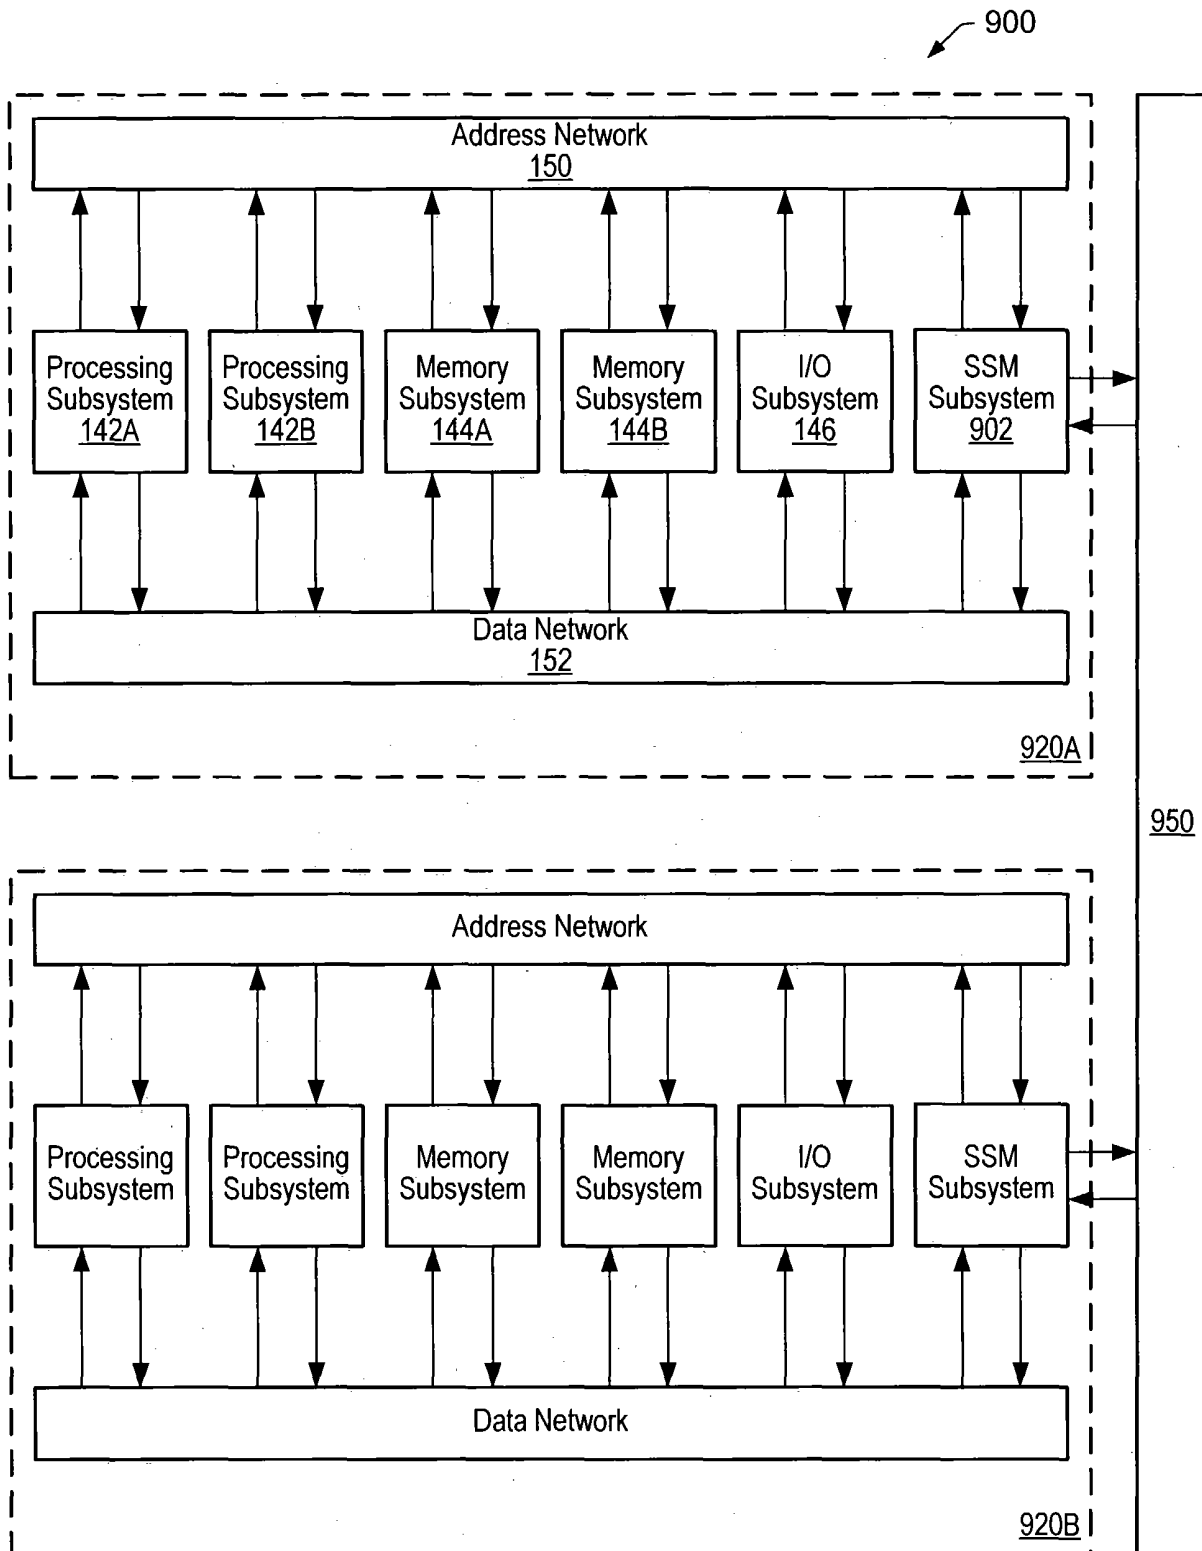 900
Address Network
150
Processing
Subsystem
142A
Processing
Subsystem
142B
Memory
Subsystem
144A
Memory
Subsystem
144B
I/O
Subsystem
146
SSM
Subsystem
902
Data Network
152
920A
950
Address Network
Processing
Subsystem
Processing
Subsystem
Memory
Subsystem
Memory
Subsystem
I/O
Subsystem
SSM
Subsystem
Data Network
920B